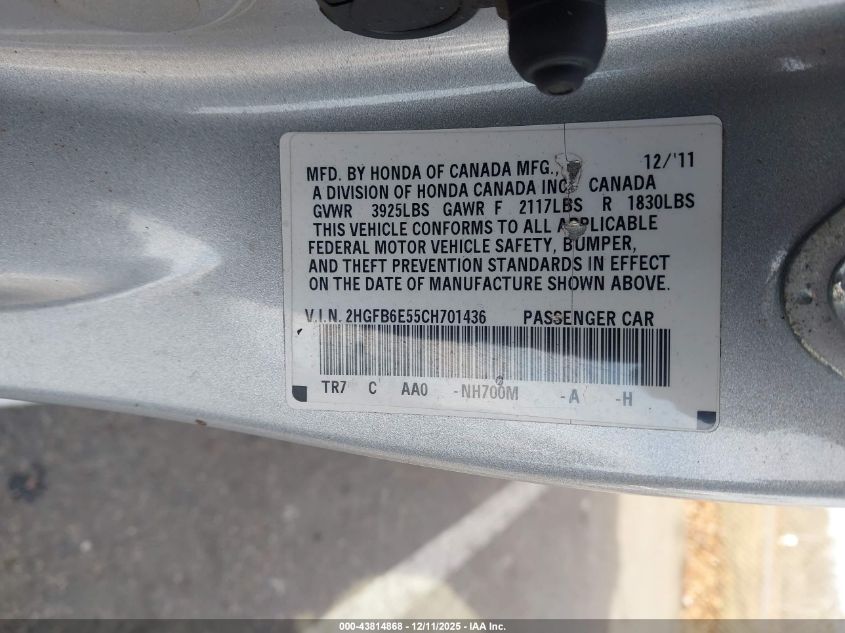 MFD. BY HONDA OF CANADA MFG., 12/'11
A DIVISION OF HONDA CANADA INC. CANADA
GVWR 3925LBS GAWR F 2117LBS R 1830LBS
THIS VEHICLE CONFORMS TO ALL APPLICABLE
FEDERAL MOTOR VEHICLE SAFETY, BUMPER,
AND THEFT PREVENTION STANDARDS IN EFFECT
ON THE DATE OF MANUFACTURE SHOWN ABOVE.
V.I.N. 2HGFB6E55CH701436 PASSENGER CAR
TR7 C AA0 -NH700M -A -H
000-43814868 - 12/11/2025 - IAA Inc.